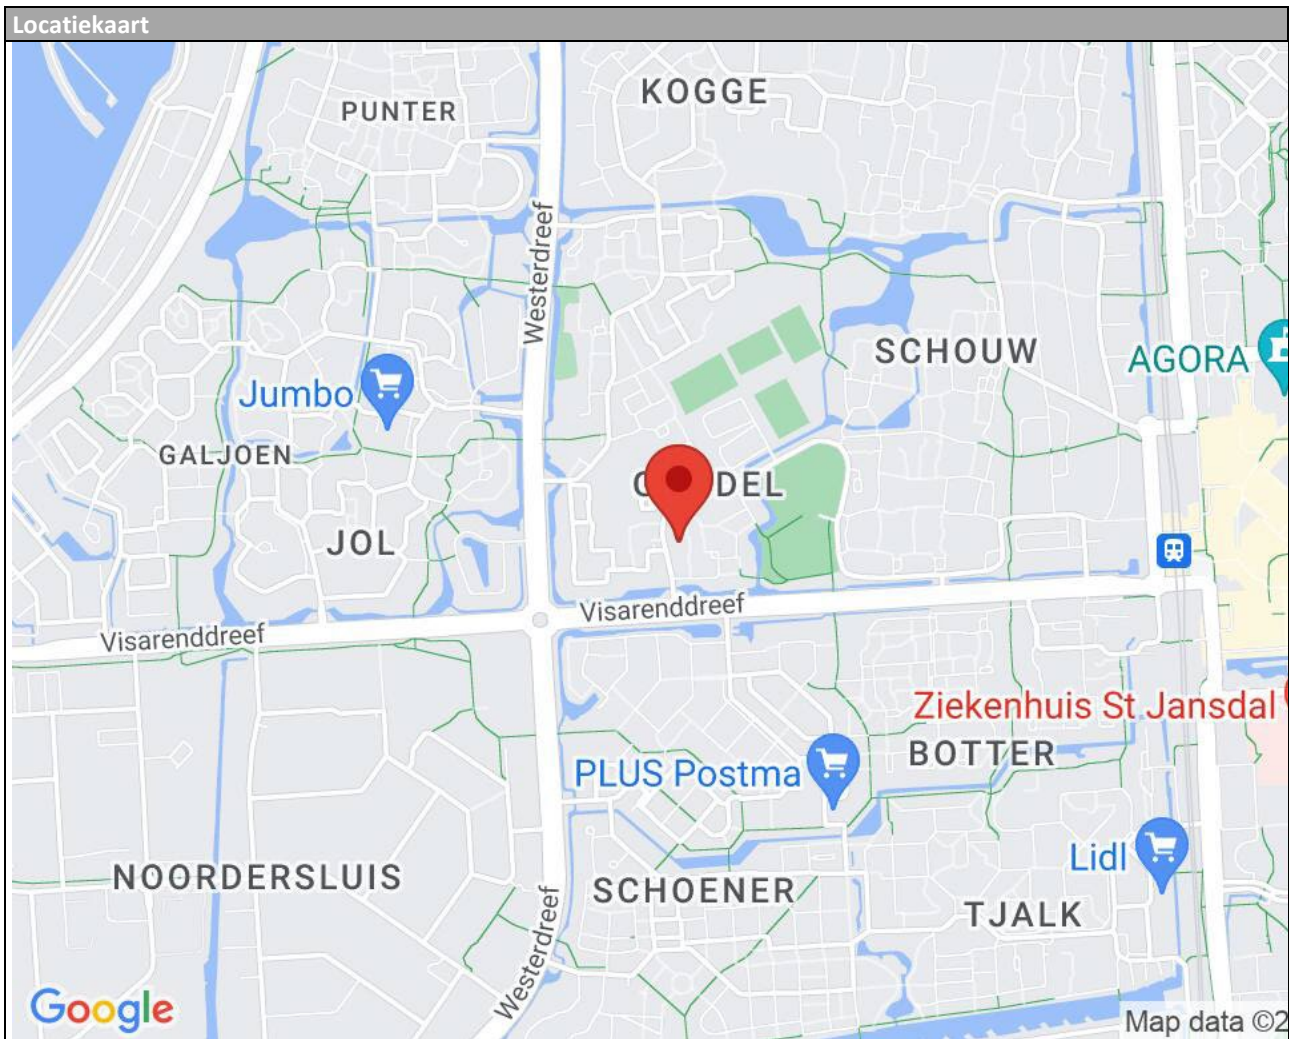 Locatiekaart
KOGGE
PUNTER
Westerdreef
SCHOUW
AGORA
Jumbo
GALJOEN
DEL
JOL
Visarenddreef
Visarenddreef
Ziekenhuis St Jansdal
BOTTER
PLUS Postma
Lidl
NOORDERSLUIS
SCHOENER
TJALK
Westerdreef
Google
Map data ©2